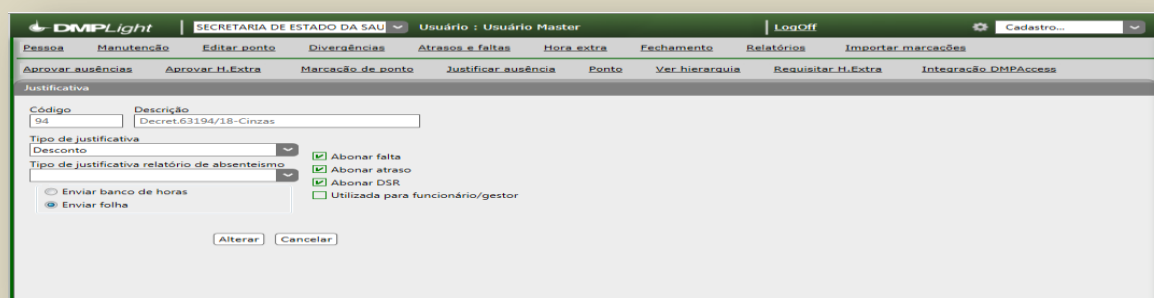 DMPLight SECRETARIA DE ESTADO DA SAU Usuário : Usuário Master LogOff Cadastro...
Pessoa Manutenção Editar ponto Divergências Atrasos e faltas Hora extra Fechamento Relatórios Importar marcações
Aprovar ausências Aprovar H.Extra Marcação de ponto Justificar ausência Ponto Ver hierarquia Requisitar H.Extra Integração DMPAccess
Justificativa
Código Descrição
94 Decret.63194/18-Cinzas
Tipo de justificativa
Desconto
Abonar falta
Tipo de justificativa relatório de absenteismo
Abonar atraso
Abonar DSR
Enviar banco de horas
Utilizada para funcionário/gestor
Enviar folha
Alterar Cancelar